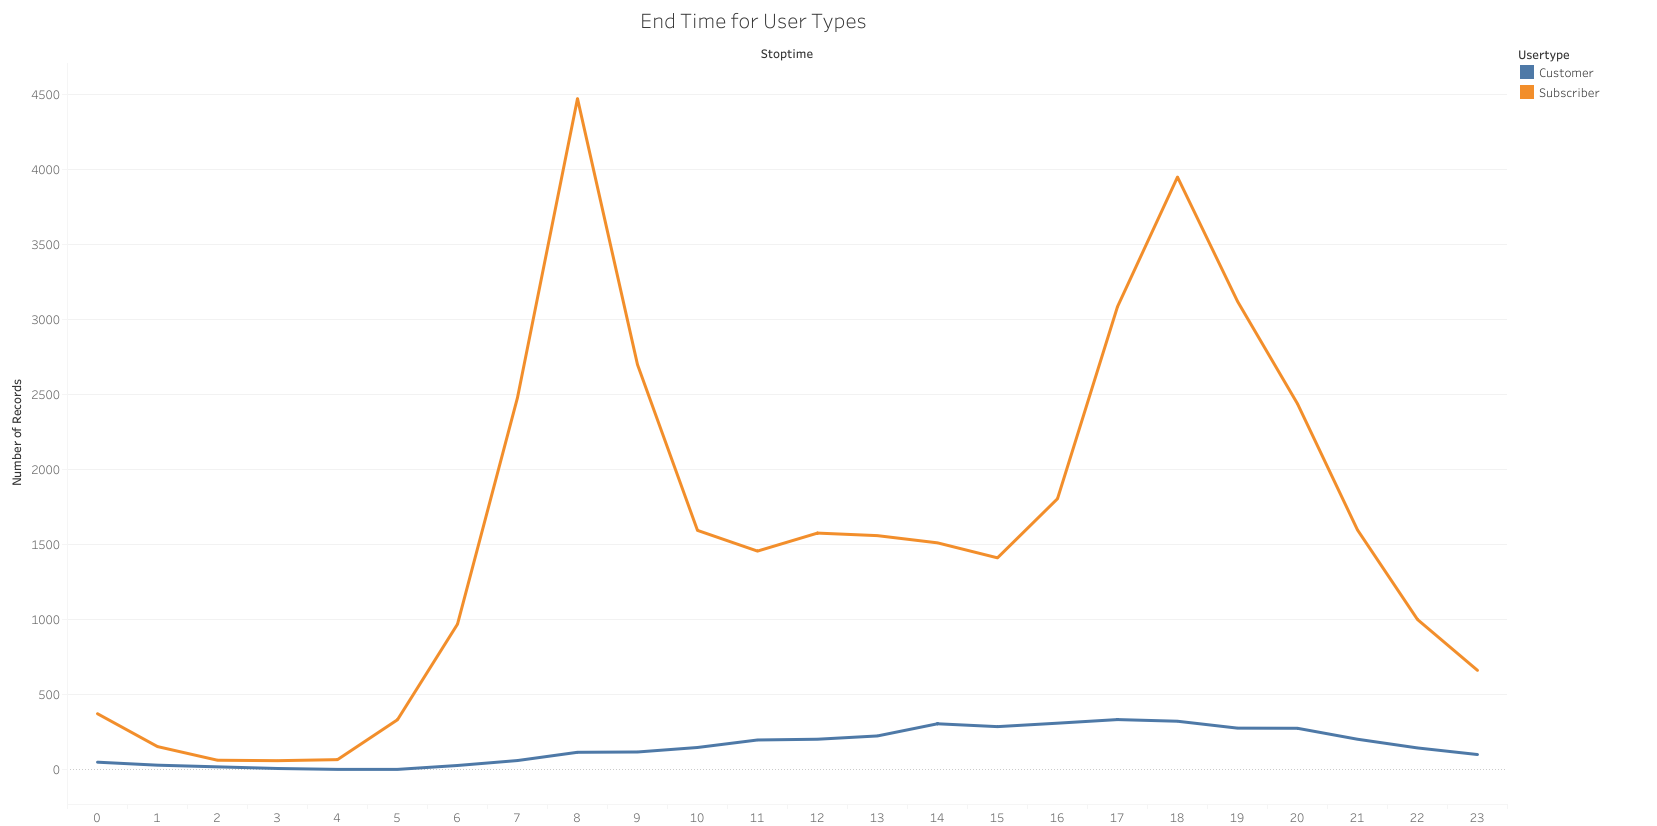 End Time for User Types
Stoptime
Usertype
Customer
Subscriber
Number of Records
4500
4000
3500
3000
2500
2000
1500
1000
500
0
0 1 2 3 4 5 6 7 8 9 10 11 12 13 14 15 16 17 18 19 20 21 22 23